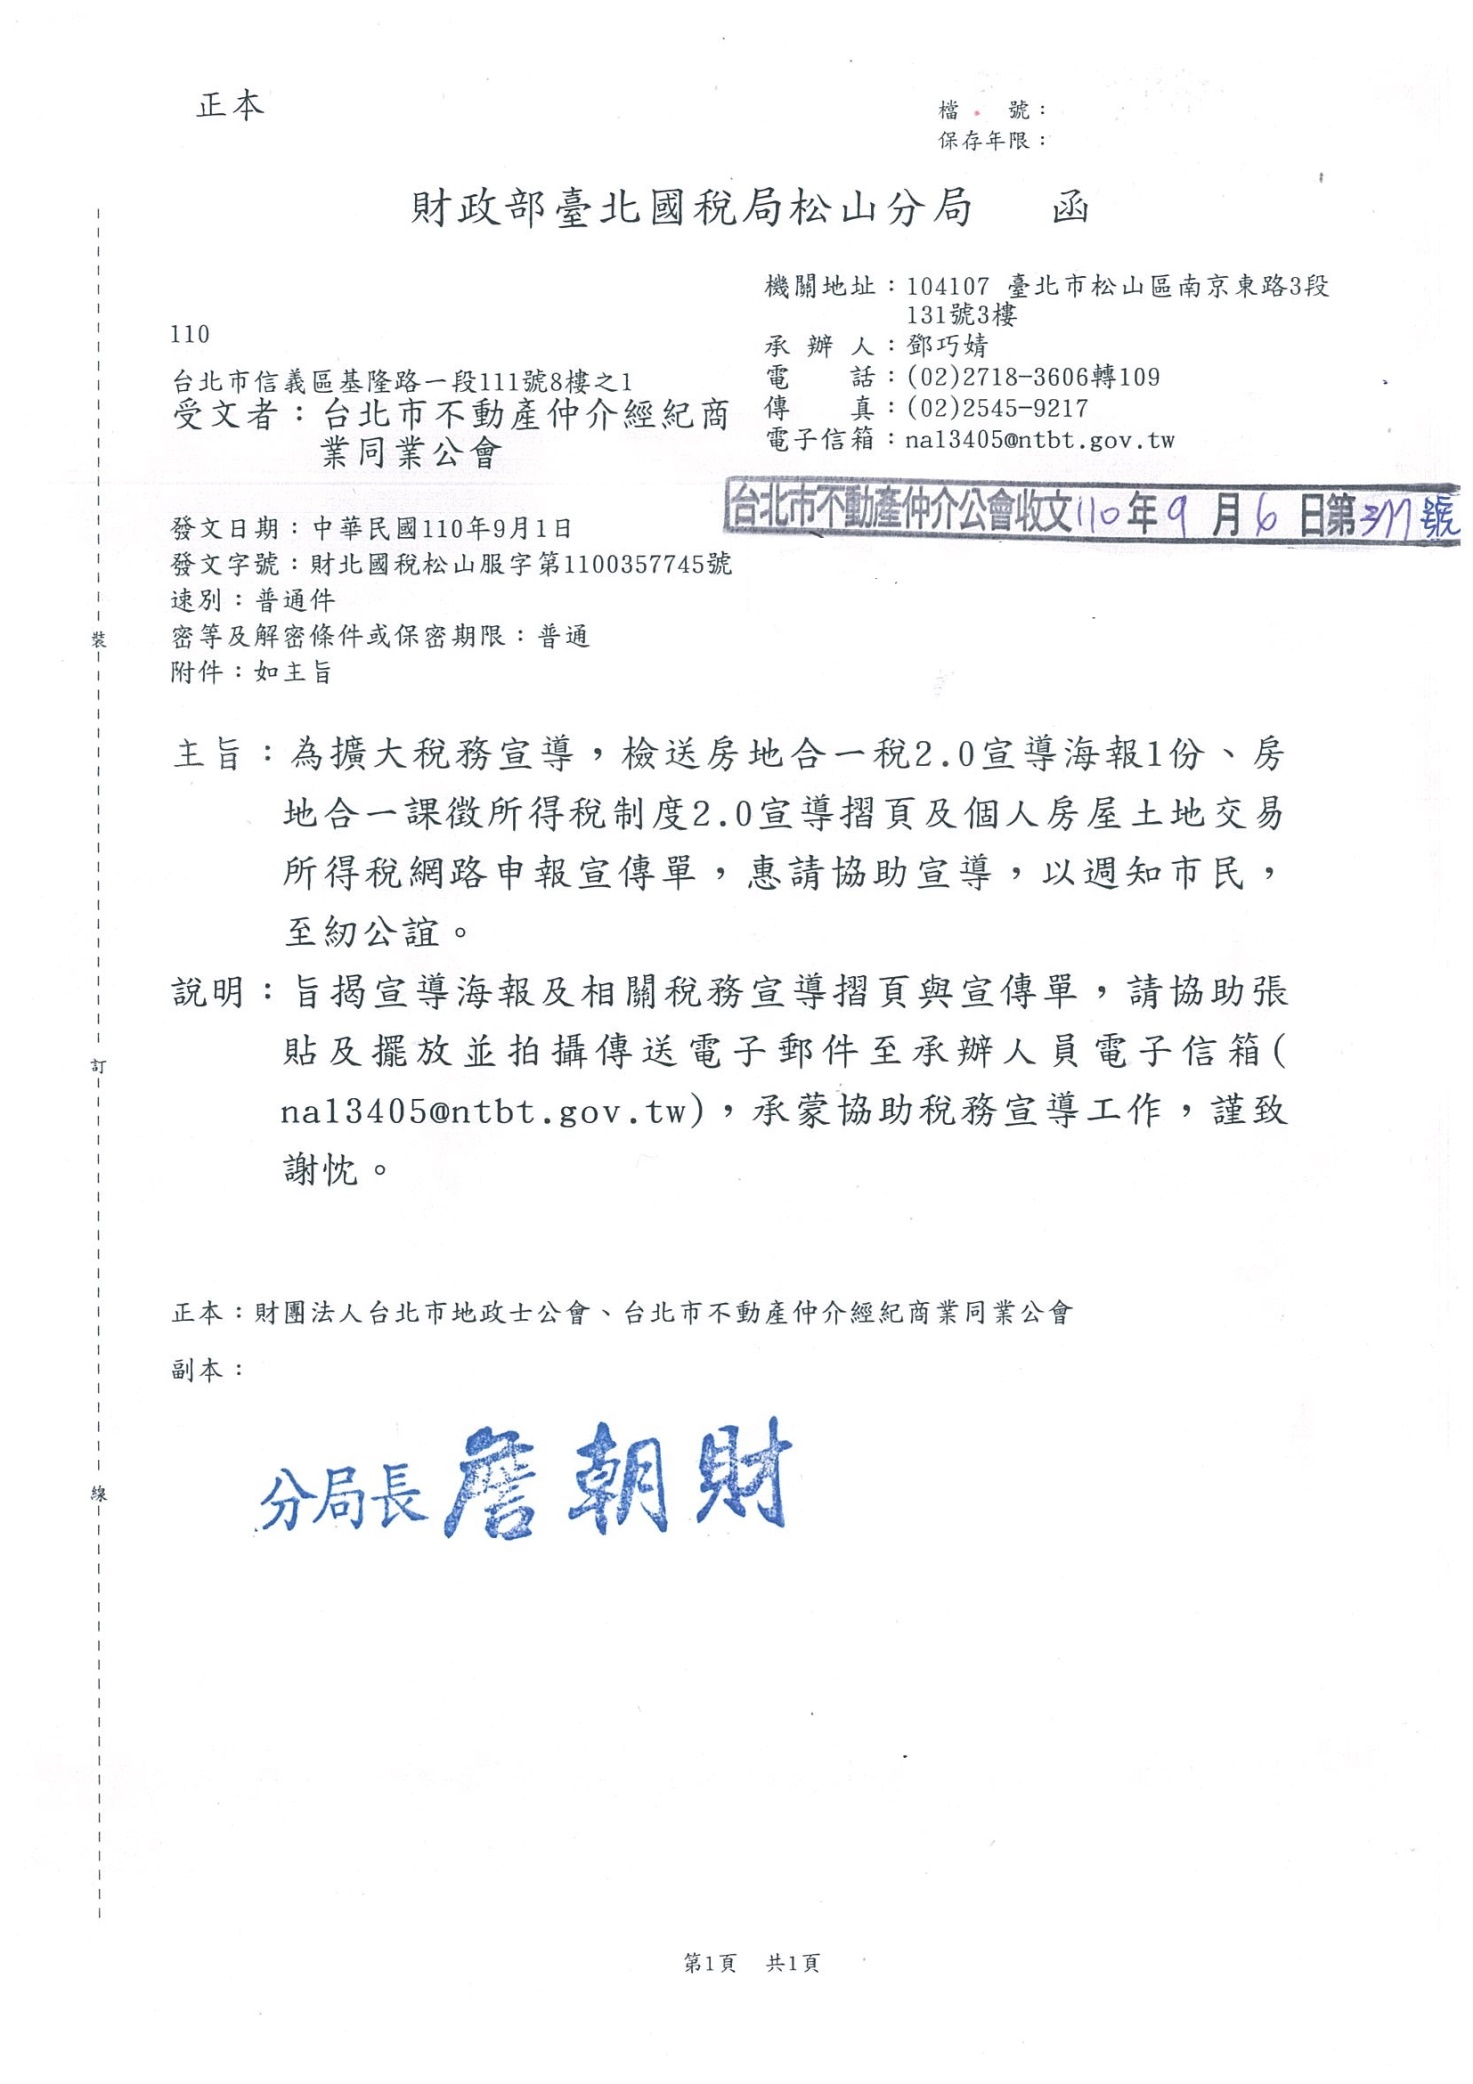 正本
檔　　號：
保存年限：
財政部臺北國稅局松山分局　函
機關地址：104107 臺北市松山區南京東路3段
131號3樓
承 辦 人：鄧巧婧
電　　話：(02)2718-3606轉109
傳　　真：(02)2545-9217
電子信箱：na13405@ntbt.gov.tw
110
台北市信義區基隆路一段111號8樓之1
受文者：台北市不動產仲介經紀商
業同業公會
台北市不動產仲介公會收文110年9月6日第377號
發文日期：中華民國110年9月1日
發文字號：財北國稅松山服字第1100357745號
速別：普通件
密等及解密條件或保密期限：普通
附件：如主旨
主旨：為擴大稅務宣導，檢送房地合一稅2.0宣導海報1份、房
地合一課徵所得稅制度2.0宣導摺頁及個人房屋土地交易
所得稅網路申報宣傳單，惠請協助宣導，以週知市民，
至紉公誼。
說明：旨揭宣導海報及相關稅務宣導摺頁與宣傳單，請協助張
貼及擺放並拍攝傳送電子郵件至承辦人員電子信箱(
na13405@ntbt.gov.tw)，承蒙協助稅務宣導工作，謹致
謝忱。
正本：財團法人台北市地政士公會、台北市不動產仲介經紀商業同業公會
副本：
分局長 詹朝財
裝
訂
線
第1頁　共1頁